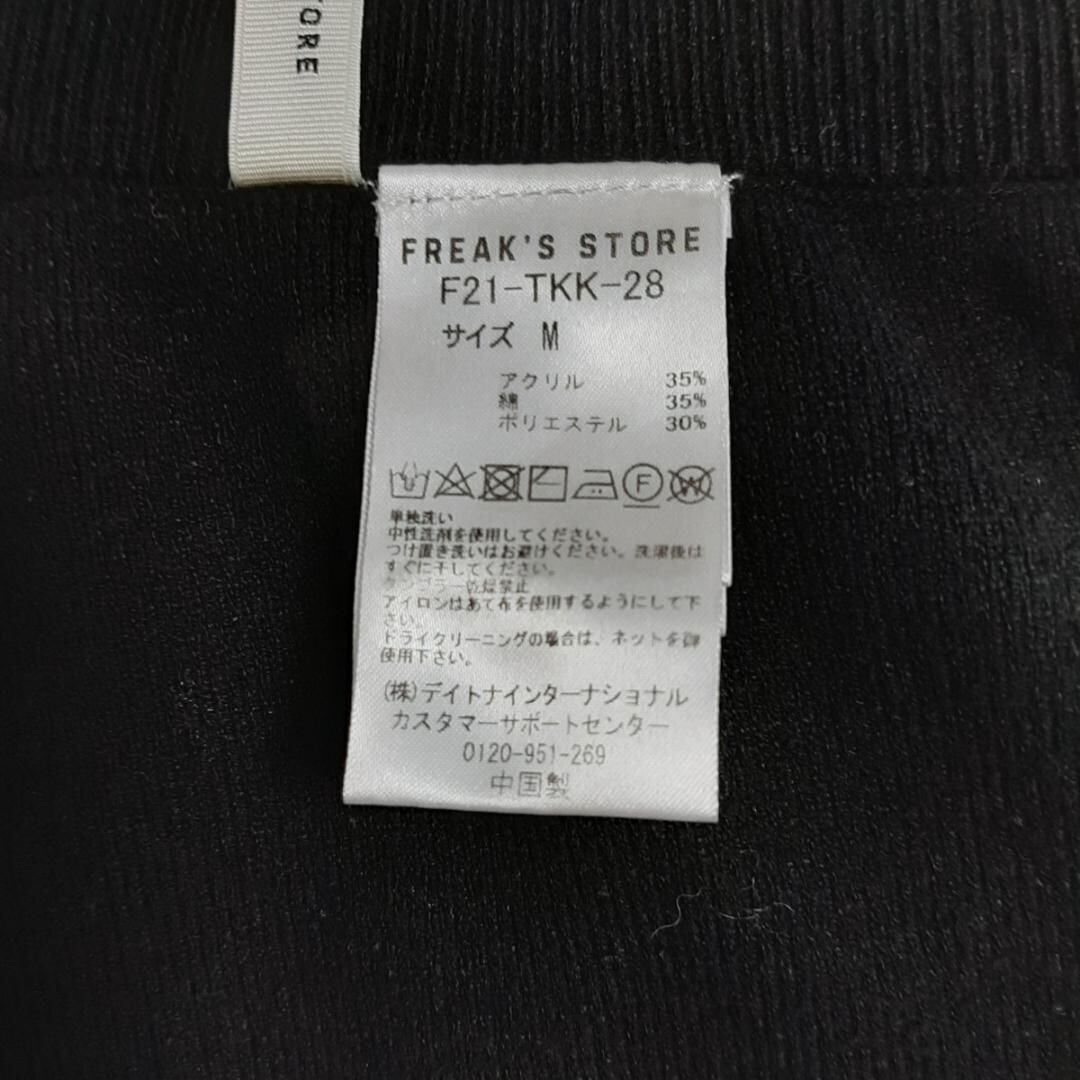 TORE
FREAK'S STORE
F21-TKK-28
サイズ M
アクリル 35%
綿 35%
ポリエステル 30%
F
W
単独洗い
中性洗剤を使用してください。
つけ置き洗いはお避けください。洗濯後は
すぐに干してください。
タンブラー乾燥禁止
アイロンはあて布を使用するようにして下
さい。
ドライクリーニングの場合は、ネットを御
使用下さい。
(株)デイトナインターナショナル
カスタマーサポートセンター
0120-951-269
中国製